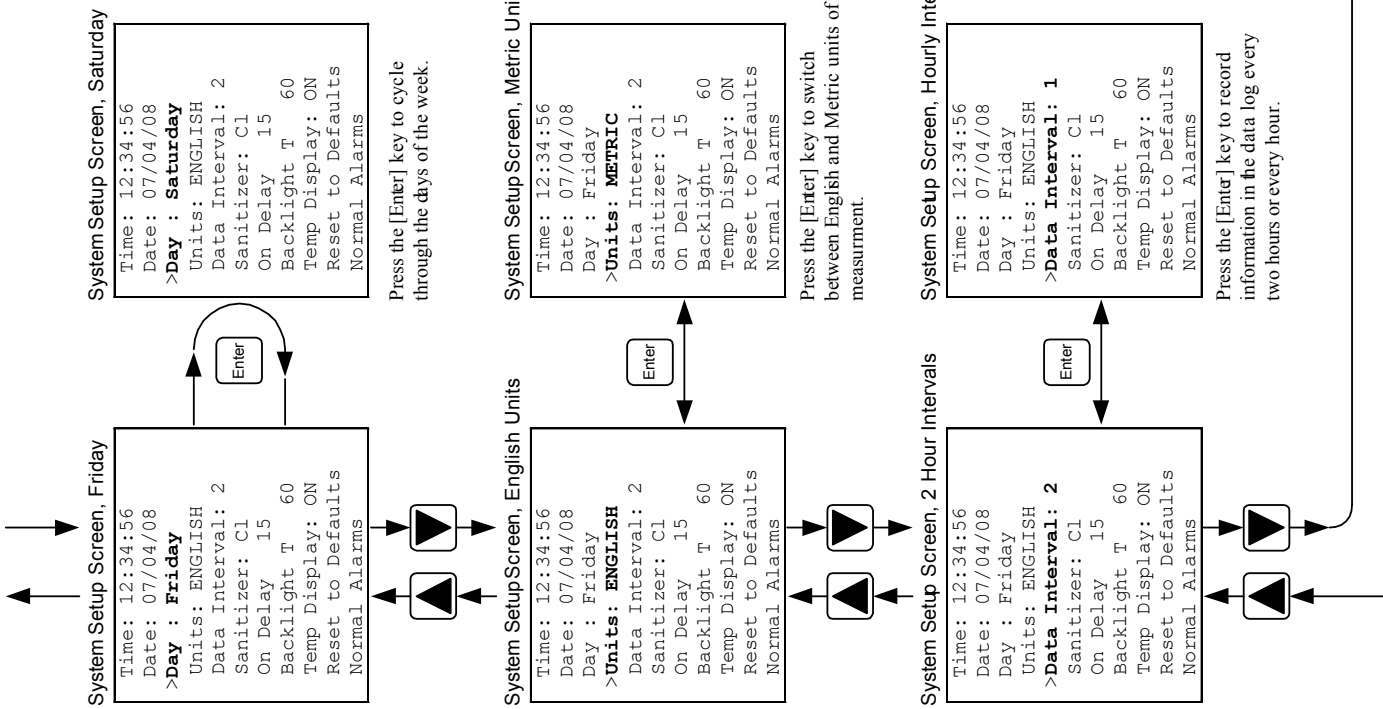 System Setup Screen, Friday
Time: 12:34:56
Date: 07/04/08
>Day : Friday
Units: ENGLISH
Data Interval: 2
Sanitizer: Cl
On Delay 15
Backlight T 60
Temp Display: ON
Reset to Defaults
Normal Alarms
Enter
System Setup Screen, Saturday
Time: 12:34:56
Date: 07/04/08
>Day : Saturday
Units: ENGLISH
Data Interval: 2
Sanitizer: Cl
On Delay 15
Backlight T 60
Temp Display: ON
Reset to Defaults
Normal Alarms
Press the [Enter] key to cycle
through the days of the week.
System Setup Screen, English Units
Time: 12:34:56
Date: 07/04/08
Day : Friday
>Units: ENGLISH
Data Interval: 2
Sanitizer: Cl
On Delay 15
Backlight T 60
Temp Display: ON
Reset to Defaults
Normal Alarms
Enter
System Setup Screen, Metric Uni
Time: 12:34:56
Date: 07/04/08
Day : Friday
>Units: METRIC
Data Interval: 2
Sanitizer: Cl
On Delay 15
Backlight T 60
Temp Display: ON
Reset to Defaults
Normal Alarms
Press the [Enter] key to switch
between English and Metric units of
measurment.
System Setup Screen, 2 Hour Intervals
Time: 12:34:56
Date: 07/04/08
Day : Friday
Units: ENGLISH
>Data Interval: 2
Sanitizer: Cl
On Delay 15
Backlight T 60
Temp Display: ON
Reset to Defaults
Normal Alarms
Enter
System Setup Screen, Hourly Inte
Time: 12:34:56
Date: 07/04/08
Day : Friday
Units: ENGLISH
>Data Interval: 1
Sanitizer: Cl
On Delay 15
Backlight T 60
Temp Display: ON
Reset to Defaults
Normal Alarms
Press the [Enter] key to record
information in the data log every
two hours or every hour.